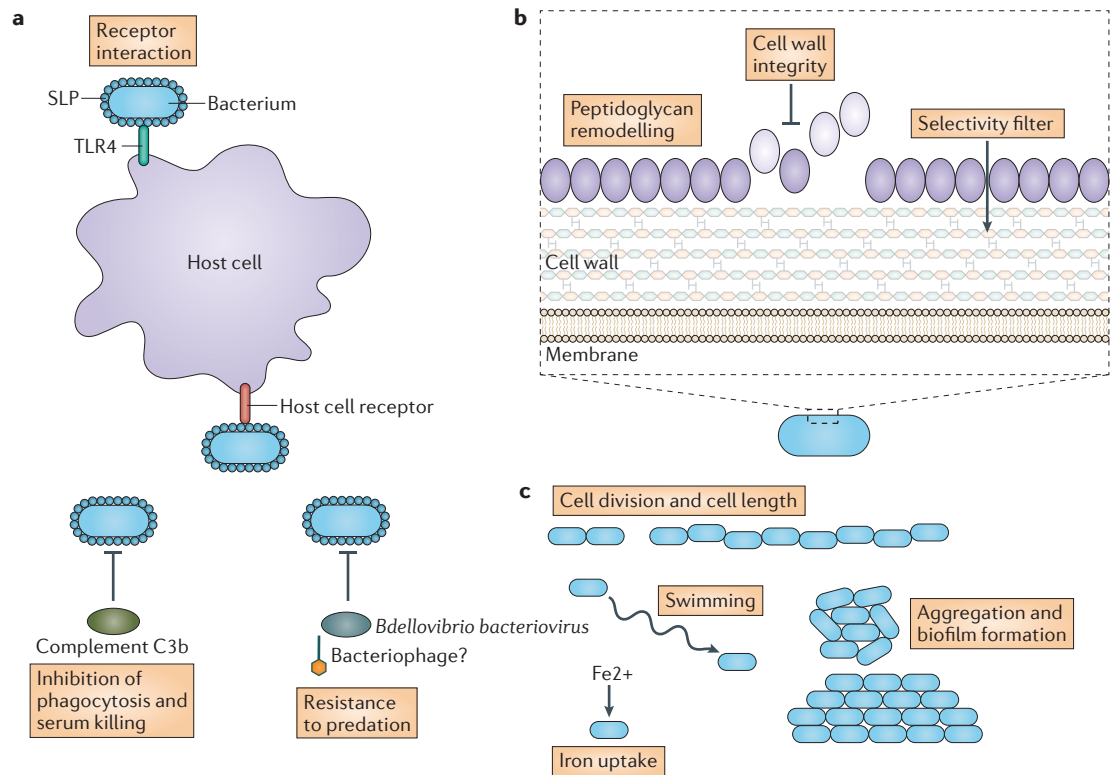 a
Receptor
interaction
SLP
Bacterium
TLR4
Host cell
Host cell receptor
Complement C3b
Inhibition of
phagocytosis and
serum killing
Bdellovibrio bacteriovirus
Bacteriophage?
Resistance
to predation
b
Cell wall
integrity
Peptidoglycan
remodelling
Selectivity filter
Cell wall
Membrane
c
Cell division and cell length
Swimming
Aggregation and
biofilm formation
Fe2+
Iron uptake